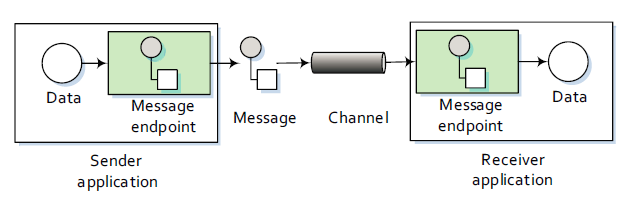 Data
Message
endpoint
Message
Channel
Message
endpoint
Data
Sender
application
Receiver
application